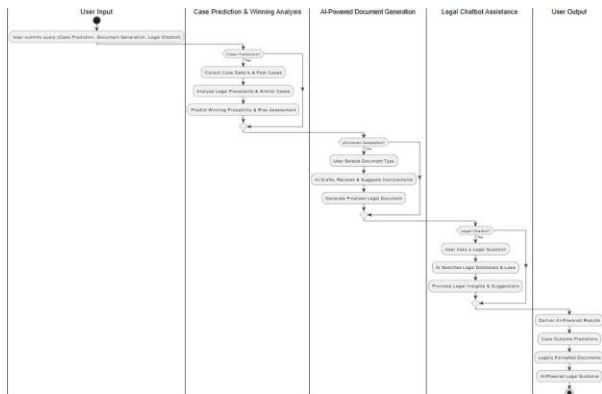 User Input
Case Prediction & Winning Analysis
AI-Powered Document Generation
Legal Chatbot Assistance
User Output
User submits query (Case Prediction, Document Generation, Legal Chatbot)
Case Prediction?
Yes
Collect Case Details & Past Cases
Analyze Legal Precedents & Similar Cases
Predict Winning Probability & Risk Assessment
Document Generation?
Yes
User Selects Document Type
AI Drafts, Reviews & Suggests Improvements
Generate Finalized Legal Document
Legal Chatbot?
Yes
User Asks a Legal Question
AI Searches Legal Databases & Laws
Provides Legal Insights & Suggestions
Deliver AI-Powered Results
Case Outcome Predictions
Legally Formatted Documents
AI-Powered Legal Guidance